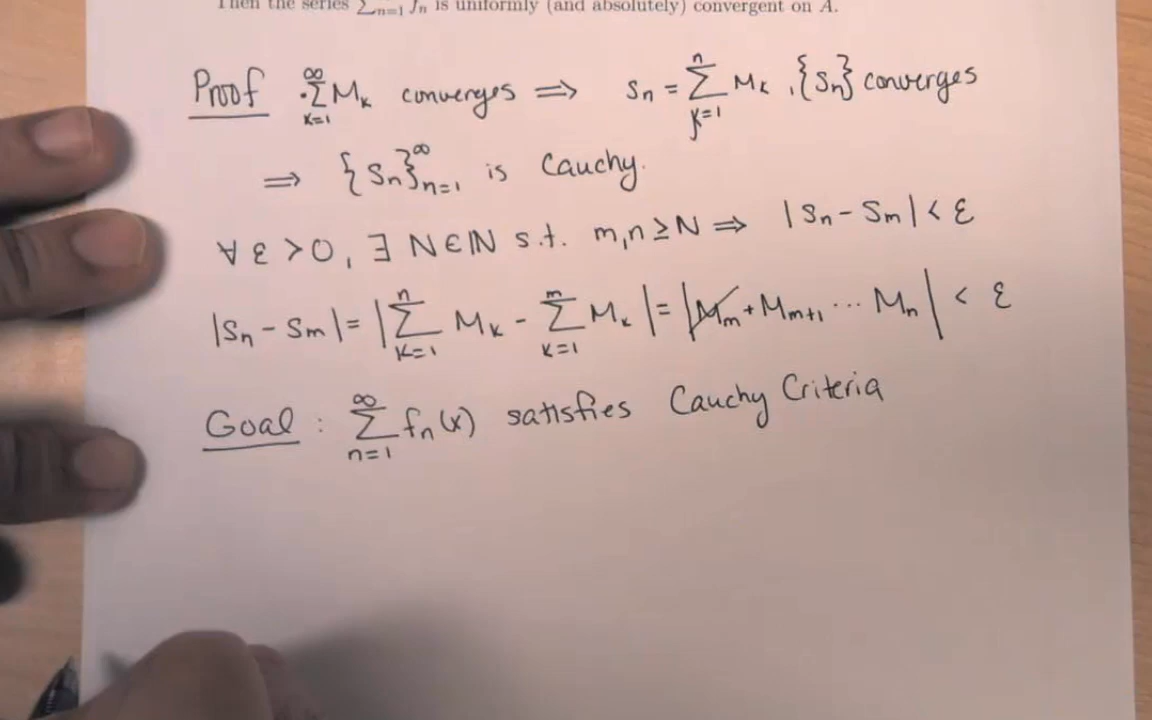 Then the series ∑_{n=1} f_n is uniformly (and absolutely) convergent on A.
Proof ∑_{k=1}^∞ M_k converges ⟹ s_n = ∑_{k=1}^n M_k , {s_n} converges
⟹ {s_n}_{n=1}^∞ is Cauchy.
∀ ε > 0, ∃ N ∈ ℕ s.t. m,n ≥ N ⟹ |s_n - s_m| < ε
|s_n - s_m| = |∑_{k=1}^n M_k - ∑_{k=1}^m M_k| = |M_m + M_{m+1} ... M_n| < ε
Goal : ∑_{n=1}^∞ f_n(x) satisfies Cauchy Criteria